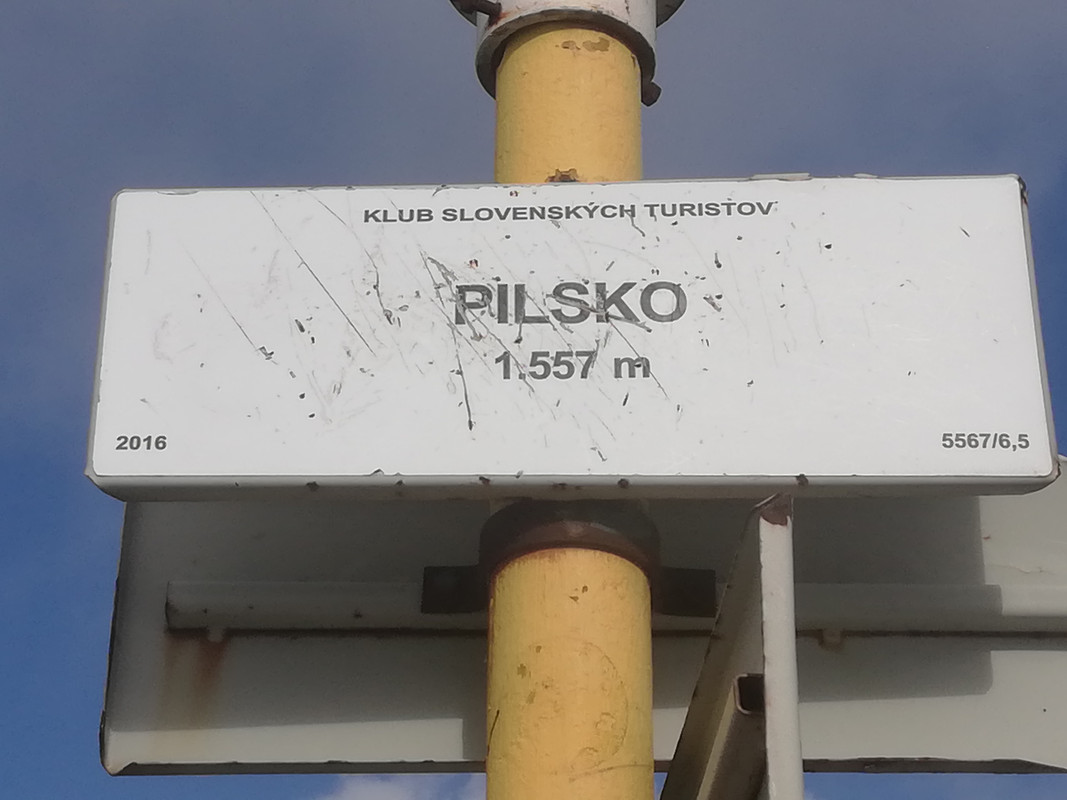 KLUB SLOVENSKÝCH TURISTOV
PILSKO
1.557 m
2016
5567/6,5